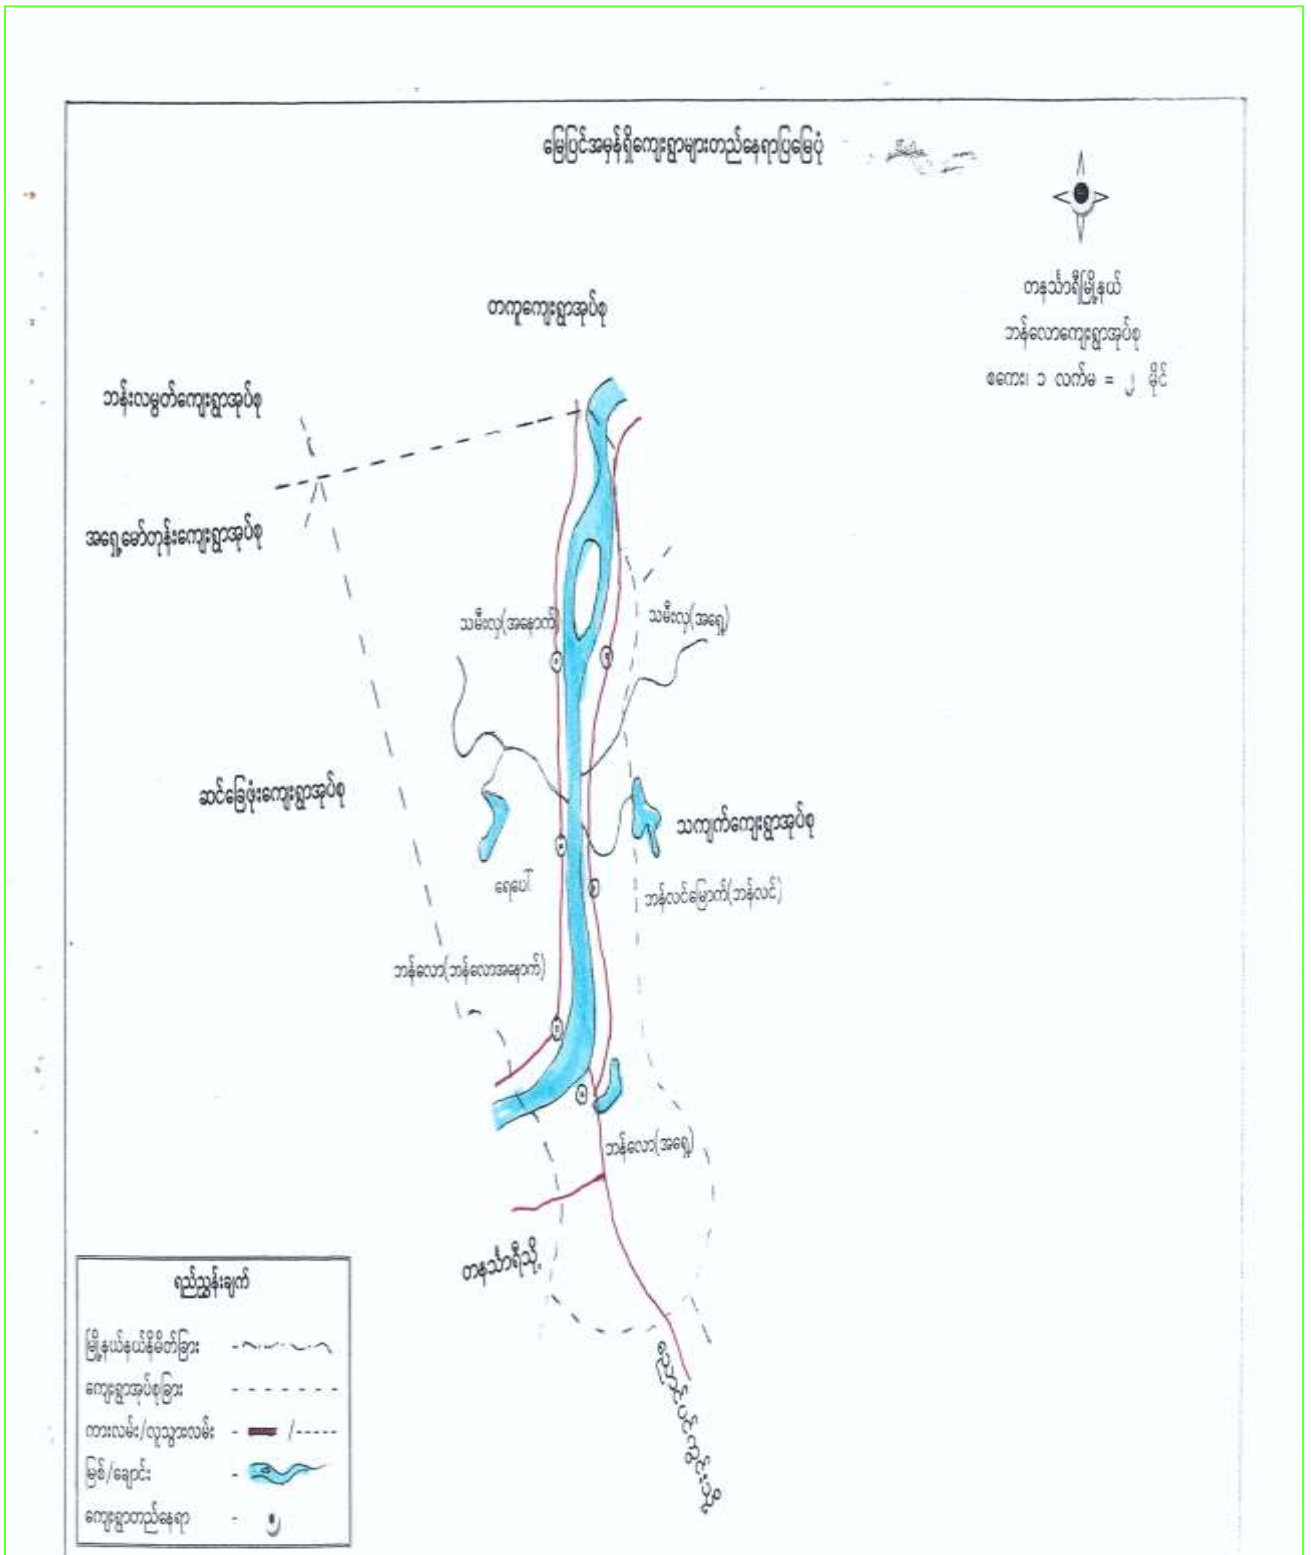 မြေပြင်အမှန်ရှိကျေးရွာများတည်နေရာပြမြေပုံ
တနင်္သာရီမြို့နယ်
ဘန်လောကျေးရွာအုပ်စု
စကေး၊ ၁ လက်မ = ၂ မိုင်
တကူကျေးရွာအုပ်စု
ဘန်းလမွတ်ကျေးရွာအုပ်စု
အရှေ့မော်တုန်းကျေးရွာအုပ်စု
သမီးလှ(အနောက်)
သမီးလှ(အရှေ့)
ဆင်ခြေဖုံးကျေးရွာအုပ်စု
သကျက်ကျေးရွာအုပ်စု
ရေပေါ်
ဘန်လင်မြောက်(ဘန်လင်)
ဘန်လော(ဘန်လောအနောက်)
ဘန်လော(အရှေ့)
တနင်္သာရီသို့
ရည်ညွှန်းချက်
မြို့နယ်နယ်နိမိတ်ခြား -
ကျေးရွာအုပ်စုခြား -
ကားလမ်း/လူသွားလမ်း - /
မြစ်/ချောင်း -
ကျေးရွာတည်နေရာ -